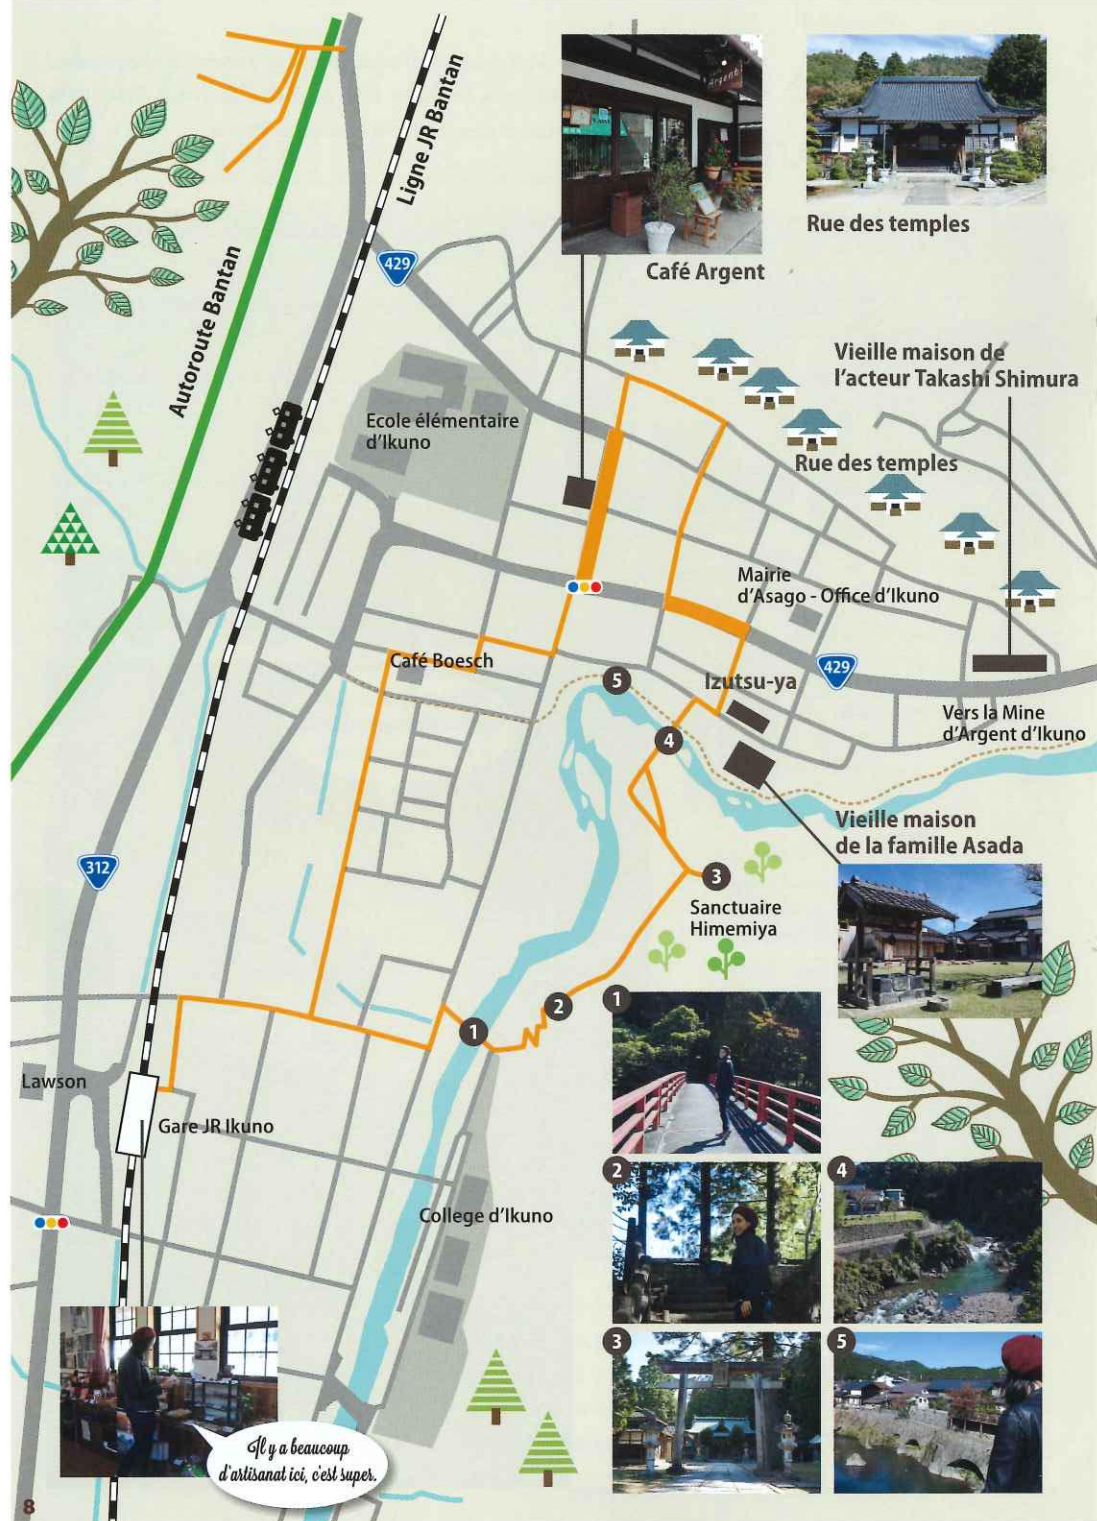 Ligne JR Bantan
Autoroute Bantan
429
argent
Café Argent
Rue des temples
Vieille maison de
l'acteur Takashi Shimura
Ecole élémentaire
d'Ikuno
Rue des temples
Mairie
d'Asago - Office d'Ikuno
Café Boesch
5
Izutsu-ya
429
4
Vers la Mine
d'Argent d'Ikuno
Vieille maison
de la famille Asada
312
3
Sanctuaire
Himemiya
2
1
1
Lawson
Gare JR Ikuno
2
4
College d'Ikuno
3
5
Il y a beaucoup
d'artisanat ici, c'est super.
8